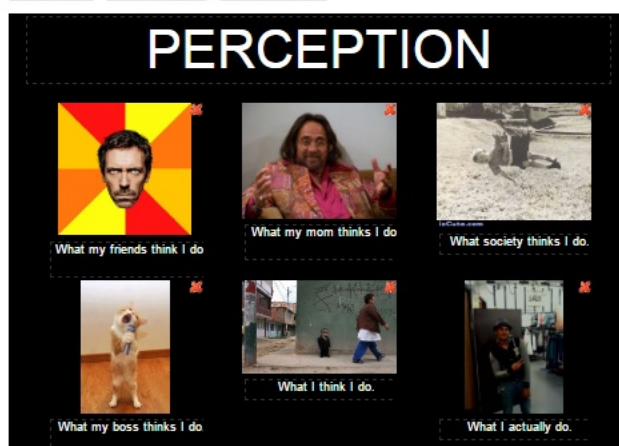 PERCEPTION
What my friends think I do
What my mom thinks I do
What society thinks I do.
What my boss thinks I do
What I think I do.
What I actually do.